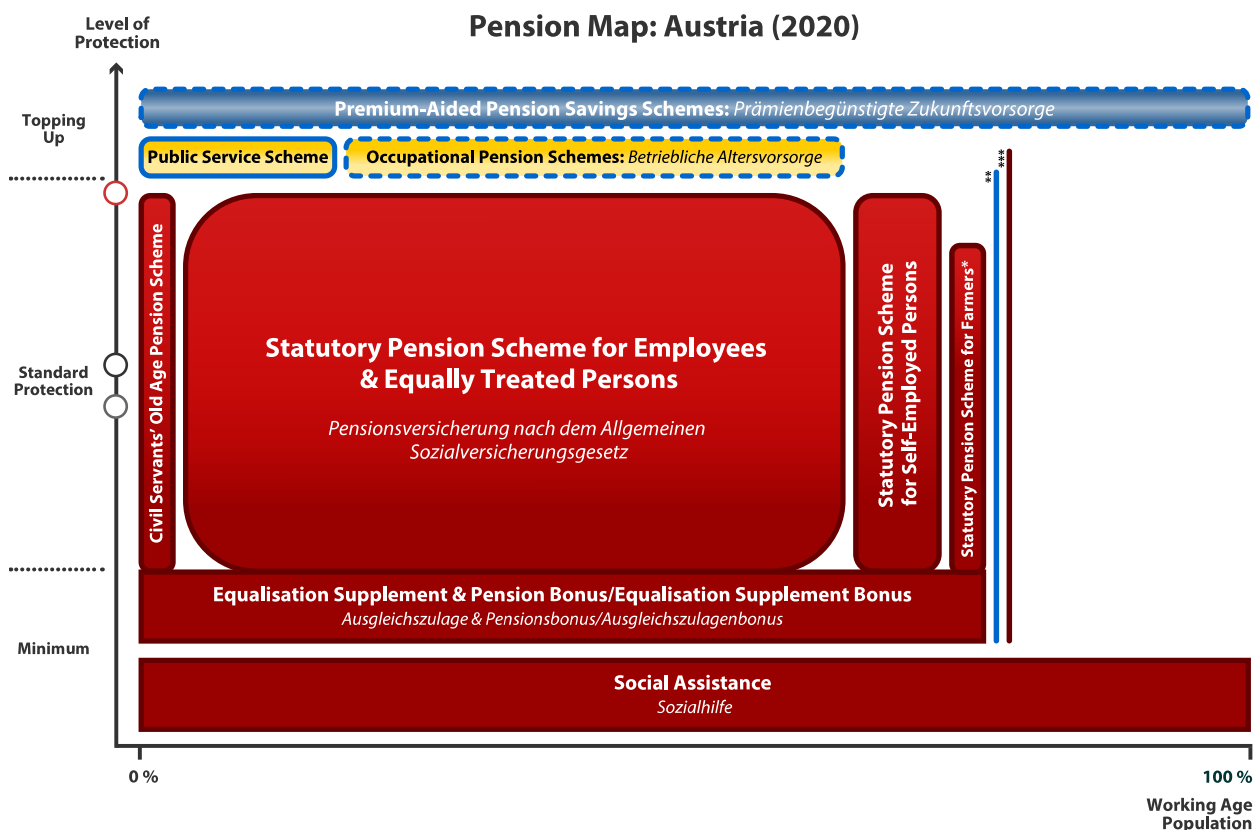 Pension Map: Austria (2020)
Level of
Protection
Topping
Up
Premium-Aided Pension Savings Schemes: Prämienbegünstigte Zukunftsvorsorge
Public Service Scheme
Occupational Pension Schemes: Betriebliche Altersvorsorge
**
***
Standard
Protection
Civil Servants' Old Age Pension Scheme
Statutory Pension Scheme for Employees
& Equally Treated Persons
Pensionsversicherung nach dem Allgemeinen
Sozialversicherungsgesetz
Statutory Pension Scheme
for Self-Employed Persons
Statutory Pension Scheme for Farmers*
Minimum
Equalisation Supplement & Pension Bonus/Equalisation Supplement Bonus
Ausgleichszulage & Pensionsbonus/Ausgleichszulagenbonus
Social Assistance
Sozialhilfe
0 %
100 %
Working Age
Population